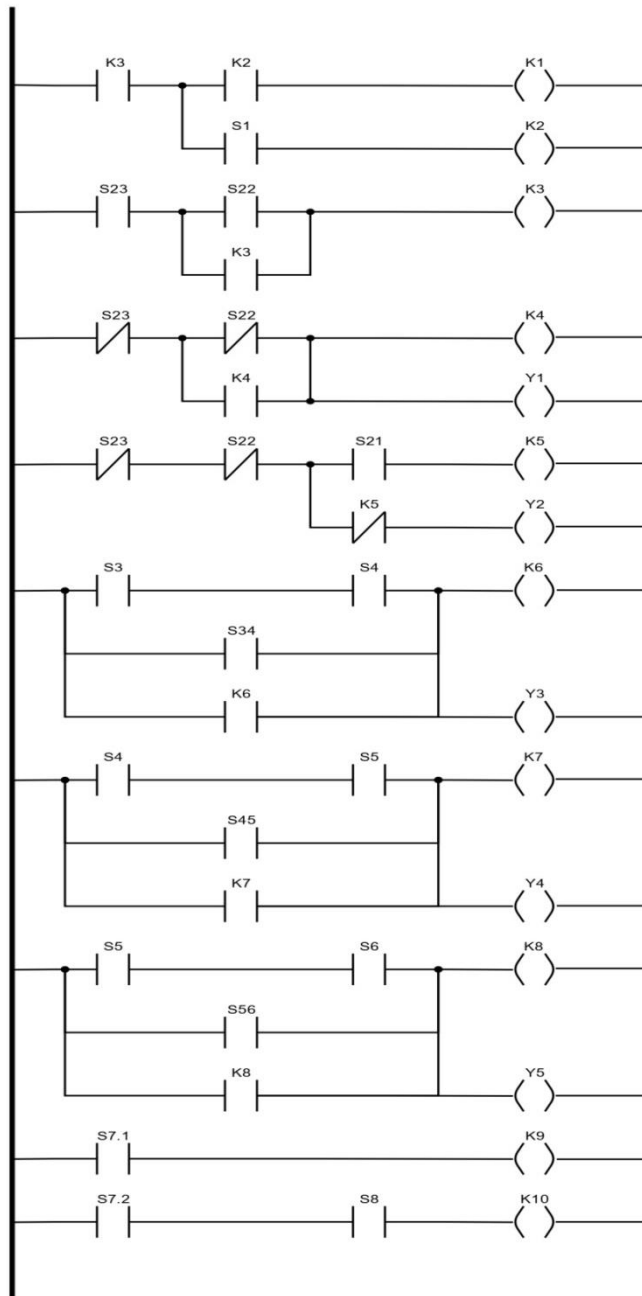 K3 K2 K1
S1 K2
S23 S22 K3
K3
S23 S22 K4
K4 Y1
S23 S22 S21 K5
K5 Y2
S3 S4 K6
S34
K6 Y3
S4 S5 K7
S45
K7 Y4
S5 S6 K8
S56
K8 Y5
S7.1 K9
S7.2 S8 K10